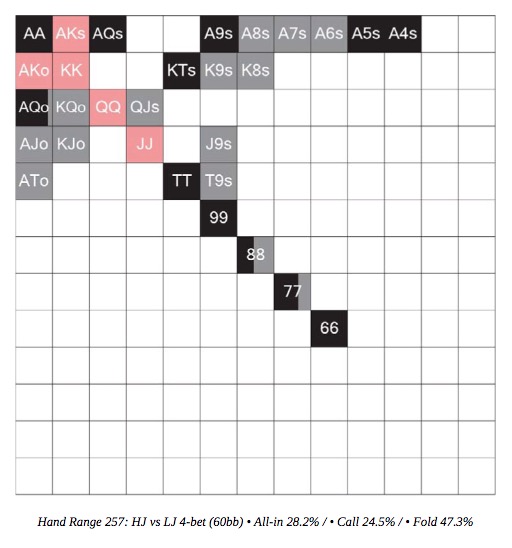 AA AKs AQs A9s A8s A7s A6s A5s A4s
AKo KK KTs K9s K8s
AQo KQo QQ QJs
AJo KJo JJ J9s
ATo TT T9s
99
88
77
66
Hand Range 257: HJ vs LJ 4-bet (60bb) • All-in 28.2% / • Call 24.5% / • Fold 47.3%